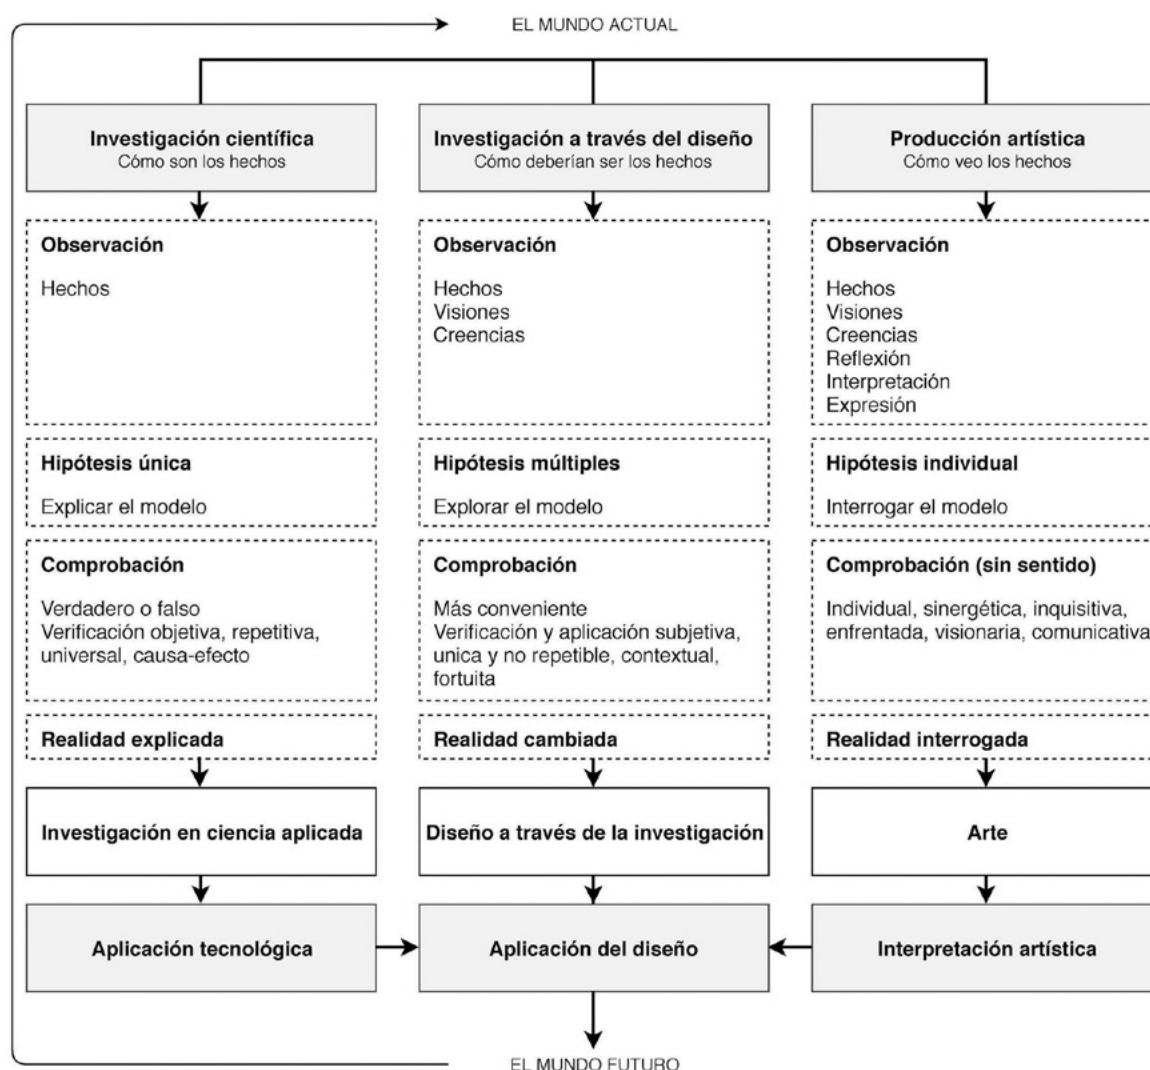 EL MUNDO ACTUAL
Investigación científica
Cómo son los hechos
Observación
Hechos
Hipótesis única
Explicar el modelo
Comprobación
Verdadero o falso
Verificación objetiva, repetitiva,
universal, causa-efecto
Realidad explicada
Investigación en ciencia aplicada
Aplicación tecnológica
Investigación a través del diseño
Cómo deberían ser los hechos
Observación
Hechos
Visiones
Creencias
Hipótesis múltiples
Explorar el modelo
Comprobación
Más conveniente
Verificación y aplicación subjetiva,
unica y no repetible, contextual,
fortuita
Realidad cambiada
Diseño a través de la investigación
Aplicación del diseño
Producción artística
Cómo veo los hechos
Observación
Hechos
Visiones
Creencias
Reflexión
Interpretación
Expresión
Hipótesis individual
Interrogar el modelo
Comprobación (sin sentido)
Individual, sinergética, inquisitiva,
enfrentada, visionaria, comunicativa
Realidad interrogada
Arte
Interpretación artística
EL MUNDO FUTURO